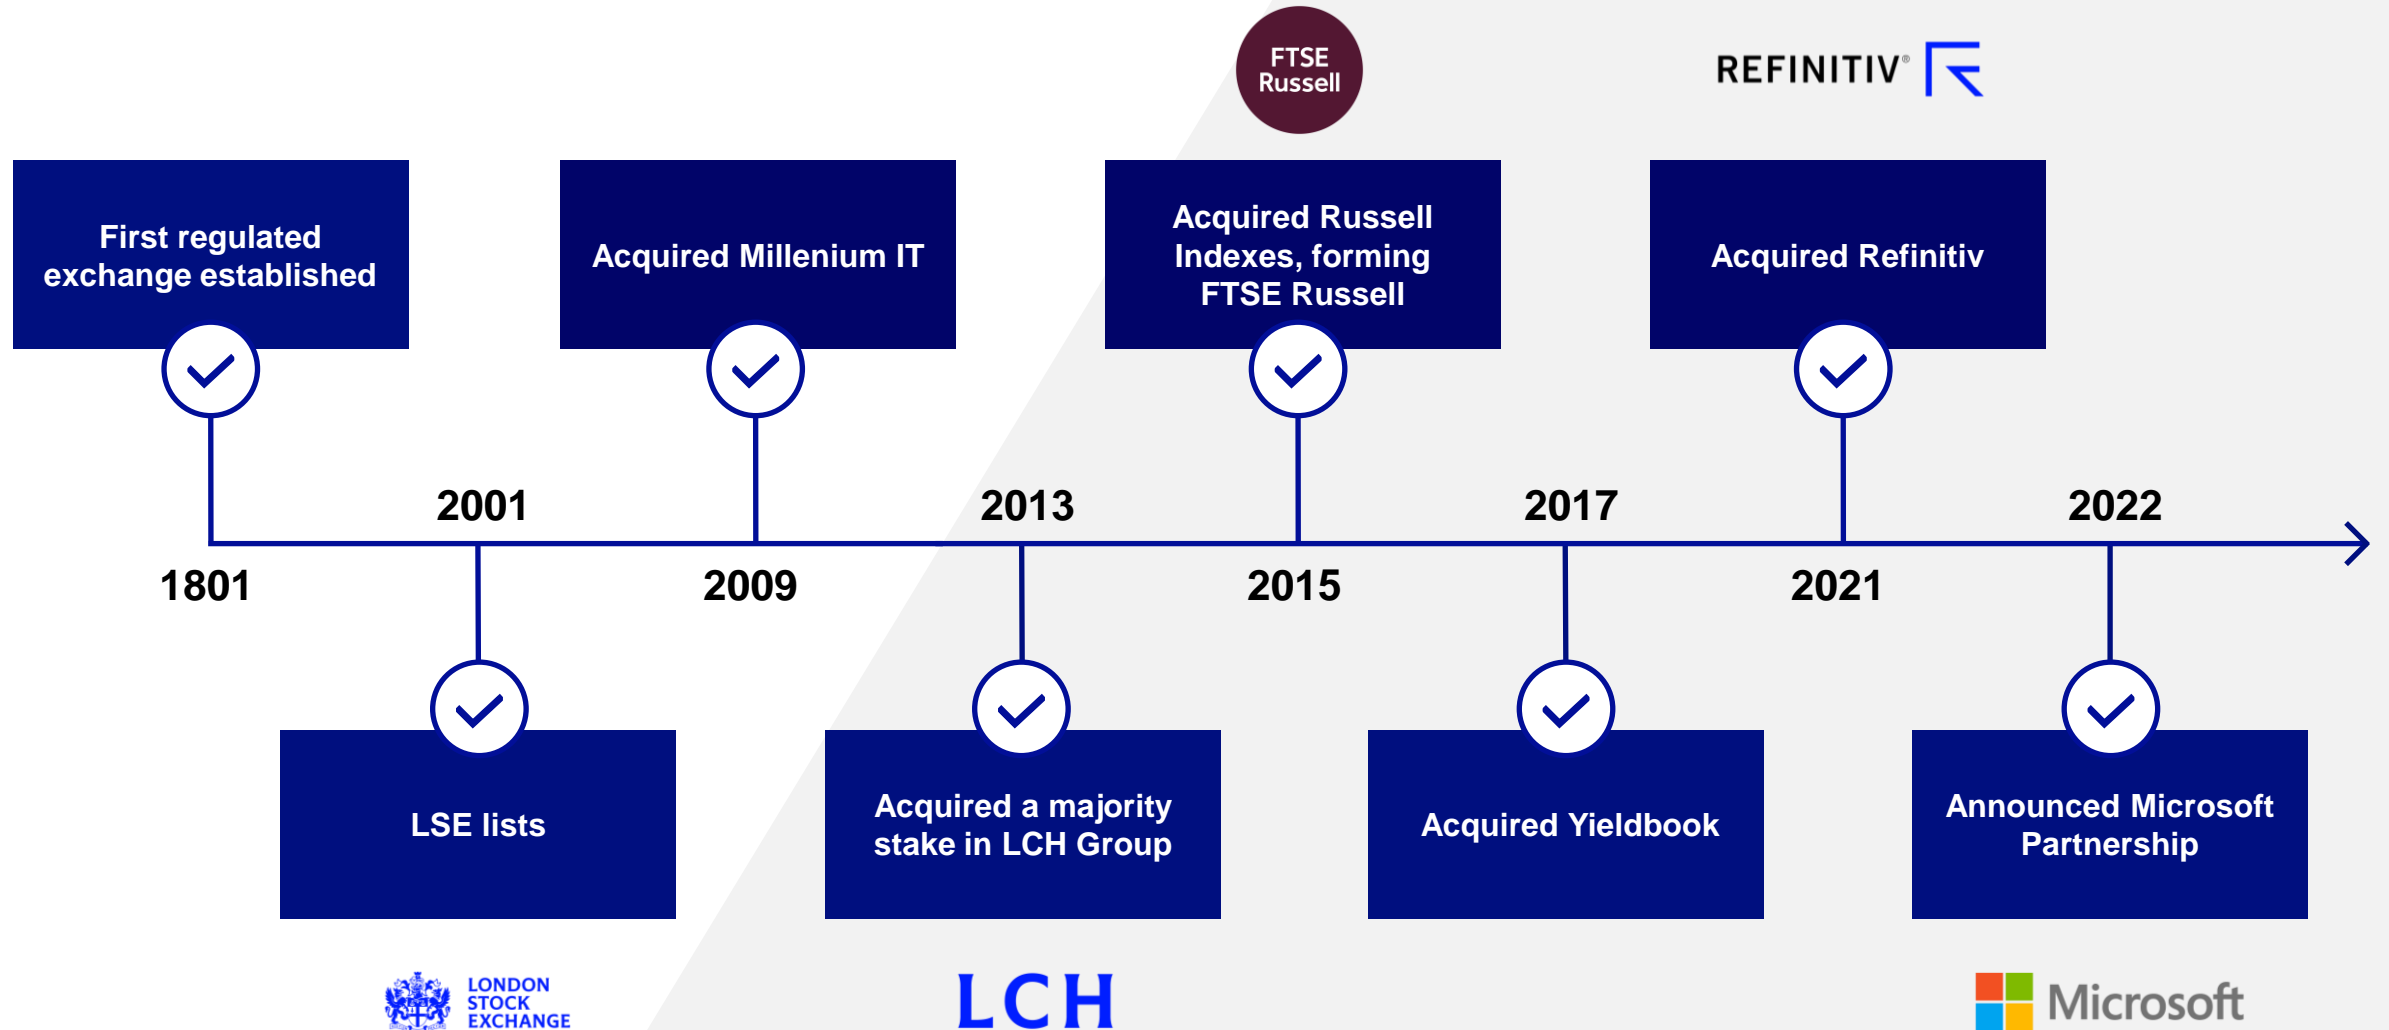 FTSE
Russell
REFINITIV®
First regulated
exchange established
Acquired Millenium IT
Acquired Russell
Indexes, forming
FTSE Russell
Acquired Refinitiv
2001
2013
2017
2022
1801
2009
2015
2021
LSE lists
Acquired a majority
stake in LCH Group
Acquired Yieldbook
Announced Microsoft
Partnership
LONDON
STOCK
EXCHANGE
LCH
Microsoft